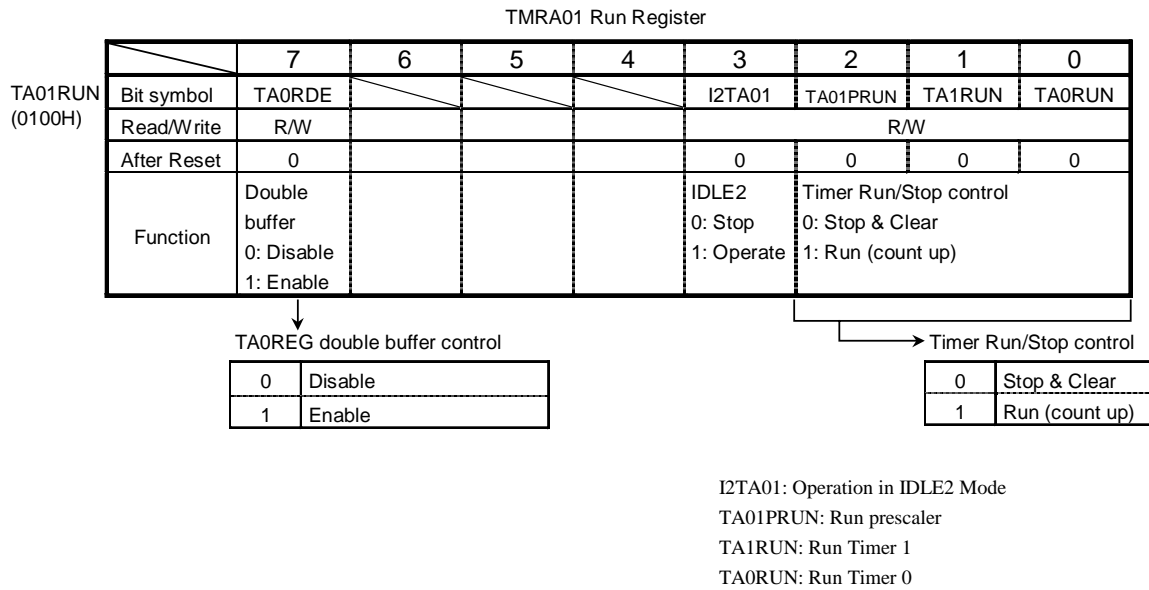 TMRA01 Run Register
7 6 5 4 3 2 1 0
TA01RUN (0100H)
Bit symbol TA0RDE I2TA01 TA01PRUN TA1RUN TA0RUN
Read/Write R/W R/W
After Reset 0 0 0 0 0
Function
Double
buffer
0: Disable
1: Enable
IDLE2
0: Stop
1: Operate
Timer Run/Stop control
0: Stop & Clear
1: Run (count up)
TA0REG double buffer control
0 Disable
1 Enable
Timer Run/Stop control
0 Stop & Clear
1 Run (count up)
I2TA01: Operation in IDLE2 Mode
TA01PRUN: Run prescaler
TA1RUN: Run Timer 1
TA0RUN: Run Timer 0